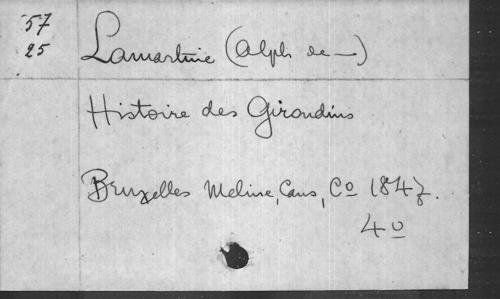 57
25
Lamartine (Alph. de —)
Histoire des Girondins
Bruxelles Meline, Cans, Co 1847.
4o